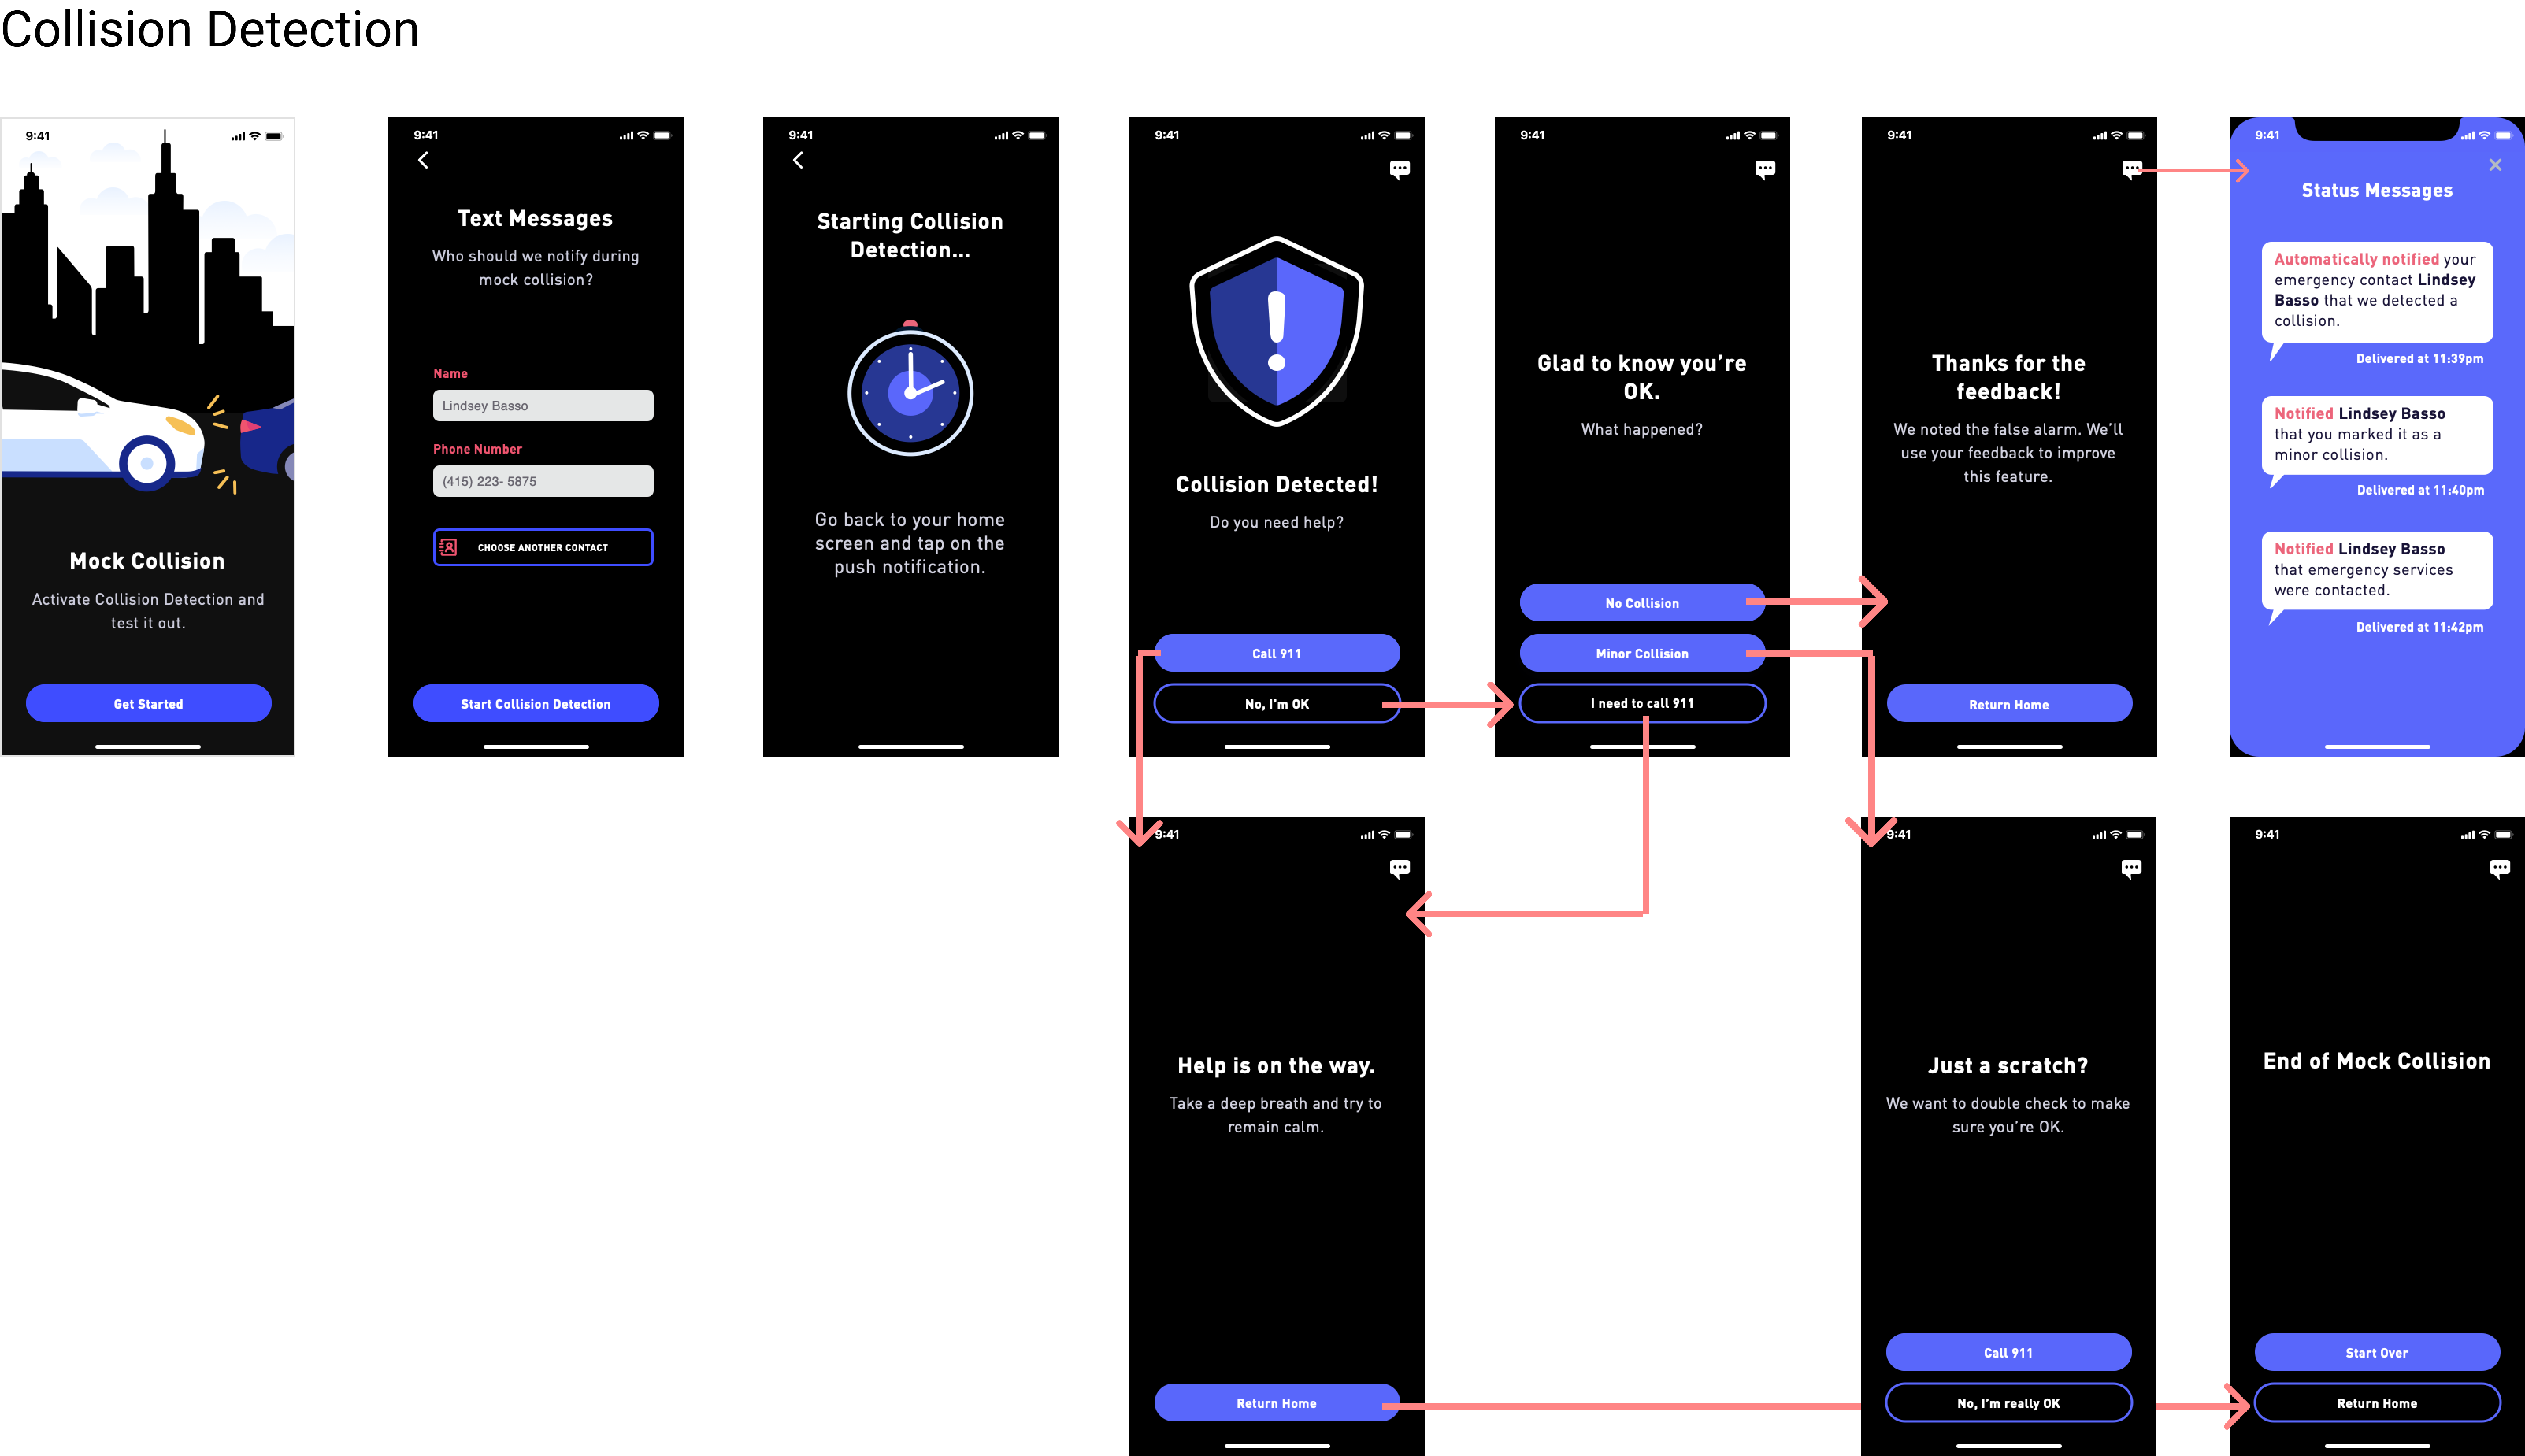 Collision Detection
9:41
Mock Collision
Activate Collision Detection and
test it out.
Get Started
9:41
Text Messages
Who should we notify during
mock collision?
Name
Lindsey Basso
Phone Number
(415) 223- 5875
CHOOSE ANOTHER CONTACT
Start Collision Detection
9:41
Starting Collision
Detection...
Go back to your home
screen and tap on the
push notification.
9:41
Collision Detected!
Do you need help?
Call 911
No, I’m OK
9:41
Glad to know you’re
OK.
What happened?
No Collision
Minor Collision
I need to call 911
9:41
Thanks for the
feedback!
We noted the false alarm. We’ll
use your feedback to improve
this feature.
Return Home
9:41
Status Messages
Automatically notified your
emergency contact Lindsey
Basso that we detected a
collision.
Delivered at 11:39pm
Notified Lindsey Basso
that you marked it as a
minor collision.
Delivered at 11:40pm
Notified Lindsey Basso
that emergency services
were contacted.
Delivered at 11:42pm
9:41
Help is on the way.
Take a deep breath and try to
remain calm.
Return Home
9:41
Just a scratch?
We want to double check to make
sure you’re OK.
Call 911
No, I’m really OK
9:41
End of Mock Collision
Start Over
Return Home